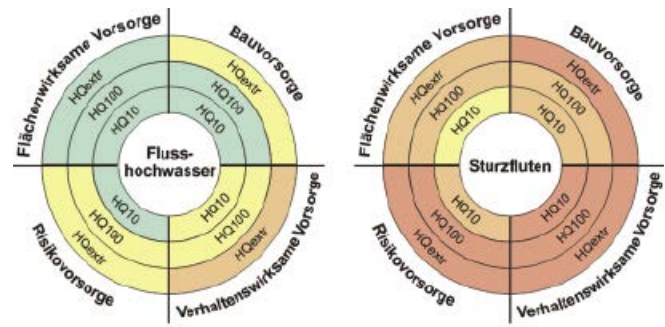 Flächenwirksame Vorsorge
Bauvorsorge
HQextr
HQ100
HQ10
HQextr
HQ100
HQ10
Fluss-
hochwasser
HQ10
HQ100
HQextr
HQ10
HQ100
HQextr
Risikovorsorge
Verhaltenswirksame Vorsorge
Flächenwirksame Vorsorge
Bauvorsorge
HQextr
HQ100
HQ10
HQextr
HQ100
HQ10
Sturzfluten
HQ10
HQ100
HQextr
HQ10
HQ100
HQextr
Risikovorsorge
Verhaltenswirksame Vorsorge